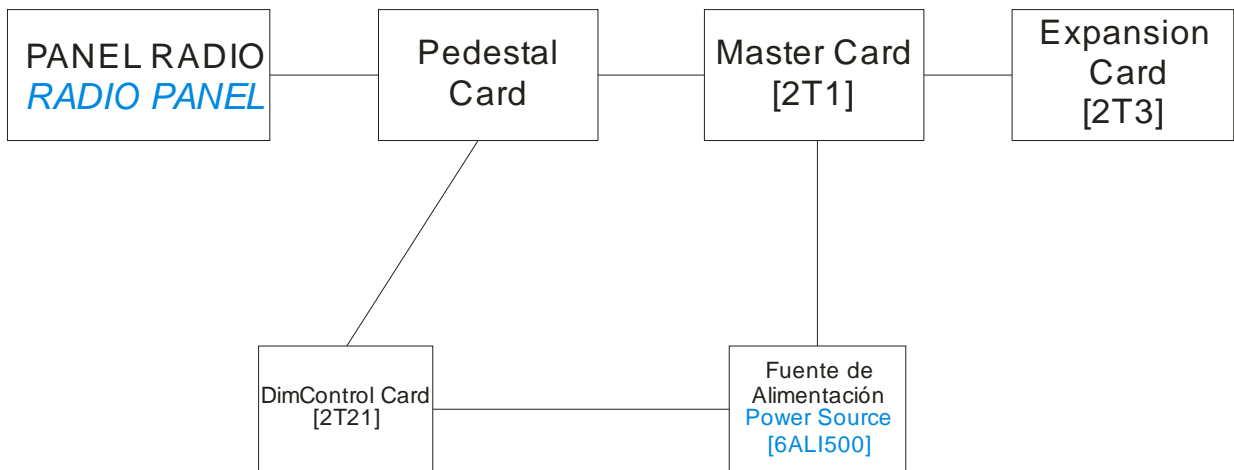 PANEL RADIO
RADIO PANEL
Pedestal
Card
Master Card
[2T1]
Expansion
Card
[2T3]
DimControl Card
[2T21]
Fuente de
Alimentación
Power Source
[6ALI500]